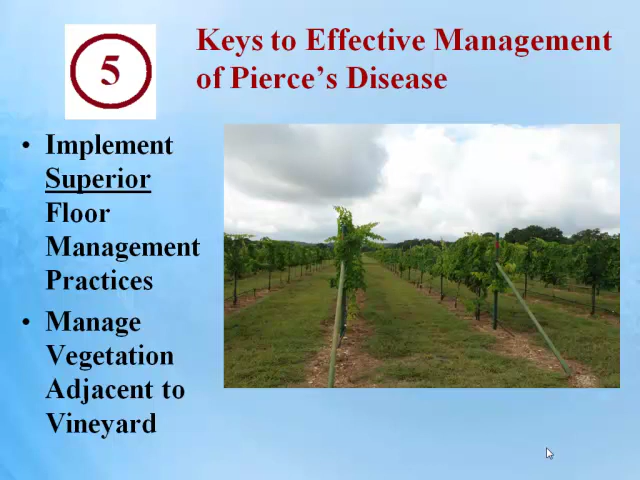 5
Keys to Effective Management
of Pierce's Disease
• Implement
Superior
Floor
Management
Practices
• Manage
Vegetation
Adjacent to
Vineyard